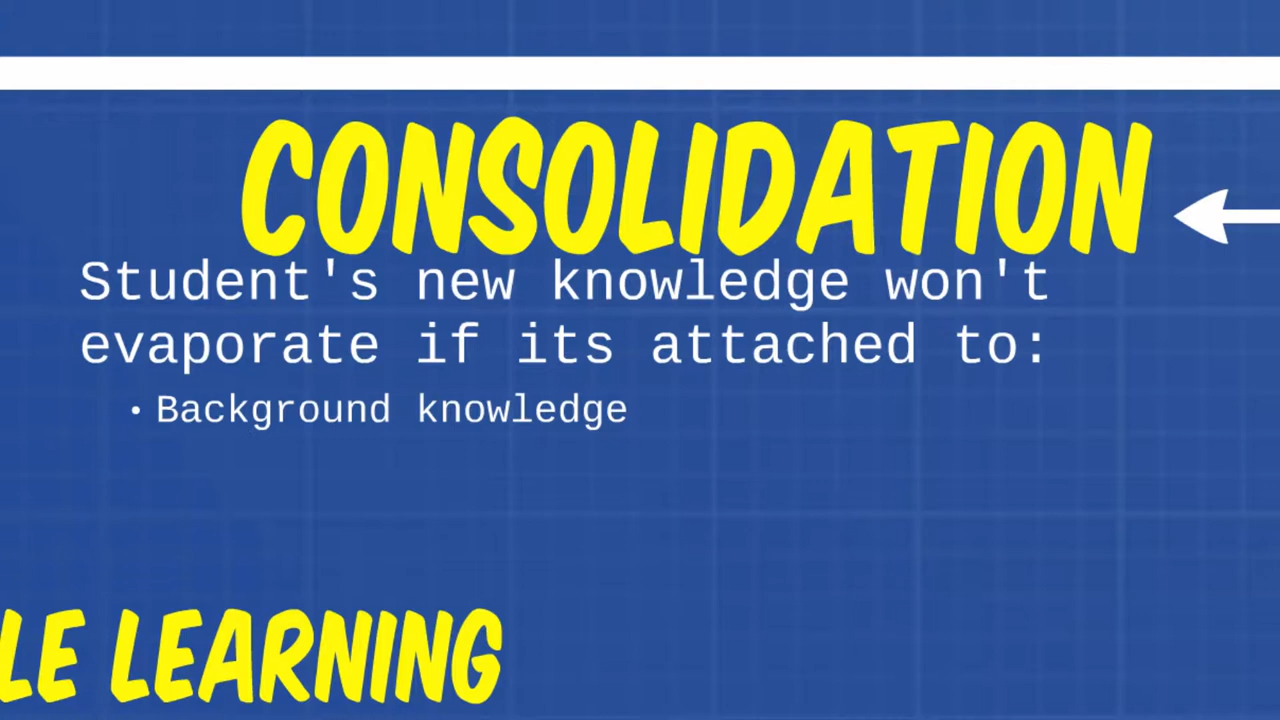 CONSOLIDATION
Student's new knowledge won't
evaporate if its attached to:
• Background knowledge
LE LEARNING